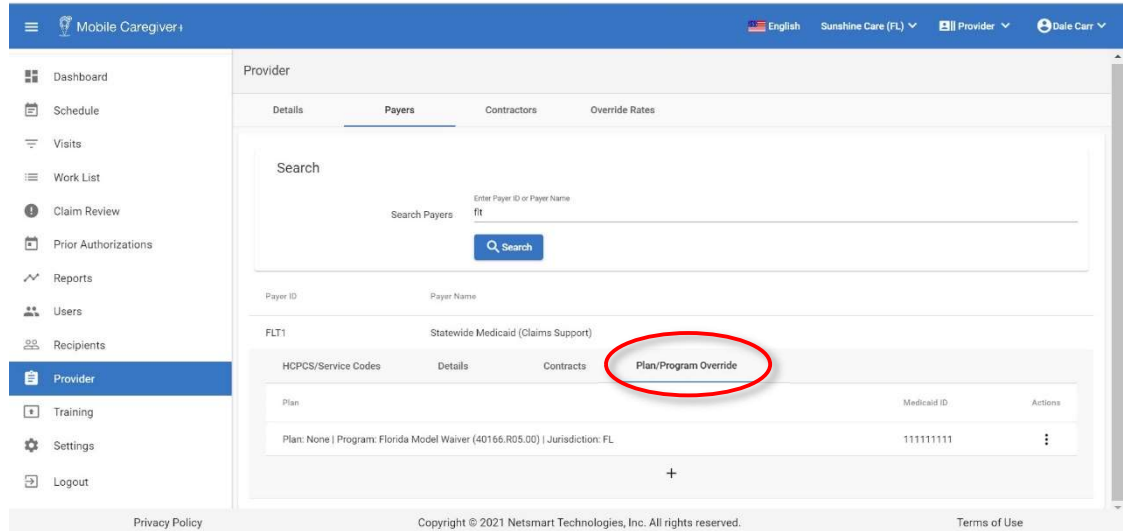 Mobile Caregiver+
English Sunshine Care (FL) Provider Dale Carr
Dashboard
Schedule
Visits
Work List
Claim Review
Prior Authorizations
Reports
Users
Recipients
Provider
Training
Settings
Logout
Provider
Details Payers Contractors Override Rates
Search
Enter Payer ID or Payer Name
Search Payers flt
Search
Payer ID Payer Name
FLT1 Statewide Medicaid (Claims Support)
HCPCS/Service Codes Details Contracts Plan/Program Override
Plan Medicaid ID Actions
Plan: None | Program: Florida Model Waiver (40166.R05.00) | Jurisdiction: FL 111111111
+
Privacy Policy Copyright © 2021 Netsmart Technologies, Inc. All rights reserved. Terms of Use